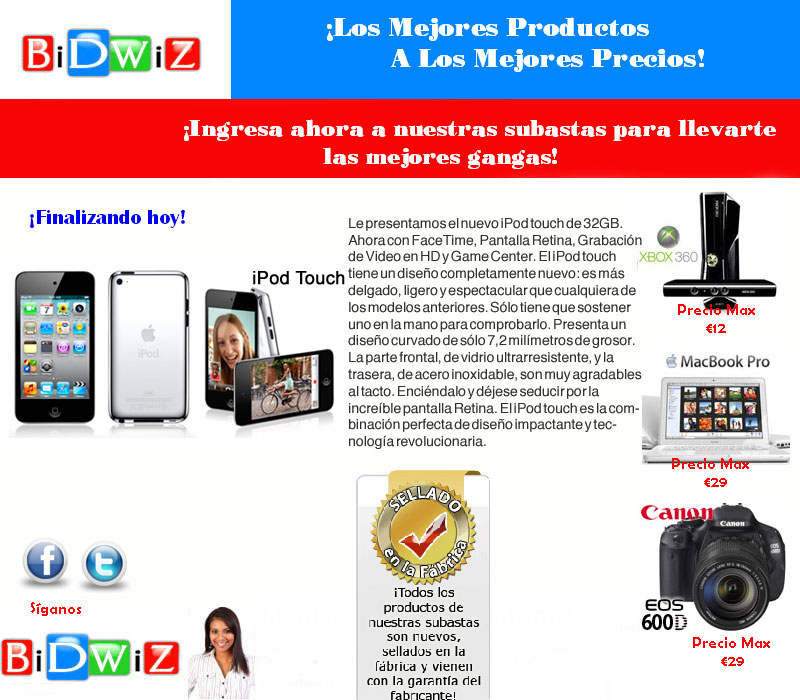 BiDWiZ
¡Los Mejores Productos
A Los Mejores Precios!
¡Ingresa ahora a nuestras subastas para llevarte
las mejores gangas!
¡Finalizando hoy!
iPod Touch
iPod
Le presentamos el nuevo iPod touch de 32GB.
Ahora con FaceTime, Pantalla Retina, Grabación
de Video en HD y Game Center. El iPod touch
tiene un diseño completamente nuevo: es más
delgado, ligero y espectacular que cualquiera de
los modelos anteriores. Sólo tiene que sostener
uno en la mano para comprobarlo. Presenta un
diseño curvado de sólo 7,2 milímetros de grosor.
La parte frontal, de vidrio ultrarresistente, y la
trasera, de acero inoxidable, son muy agradables
al tacto. Enciéndalo y déjese seducir por la
increíble pantalla Retina. El iPod touch es la com-
binación perfecta de diseño impactante y tec-
nología revolucionaria.
XBOX 360
Precio Max
€12
MacBook Pro
Precio Max
€29
Canon
Canon
EOS
600D
Precio Max
€29
SELLADO
en la Fábrica
¡Todos los
productos de
nuestras subastas
son nuevos,
sellados en la
fábrica y vienen
con la garantía del
fabricante!
f
t
Síganos
BiDWiZ